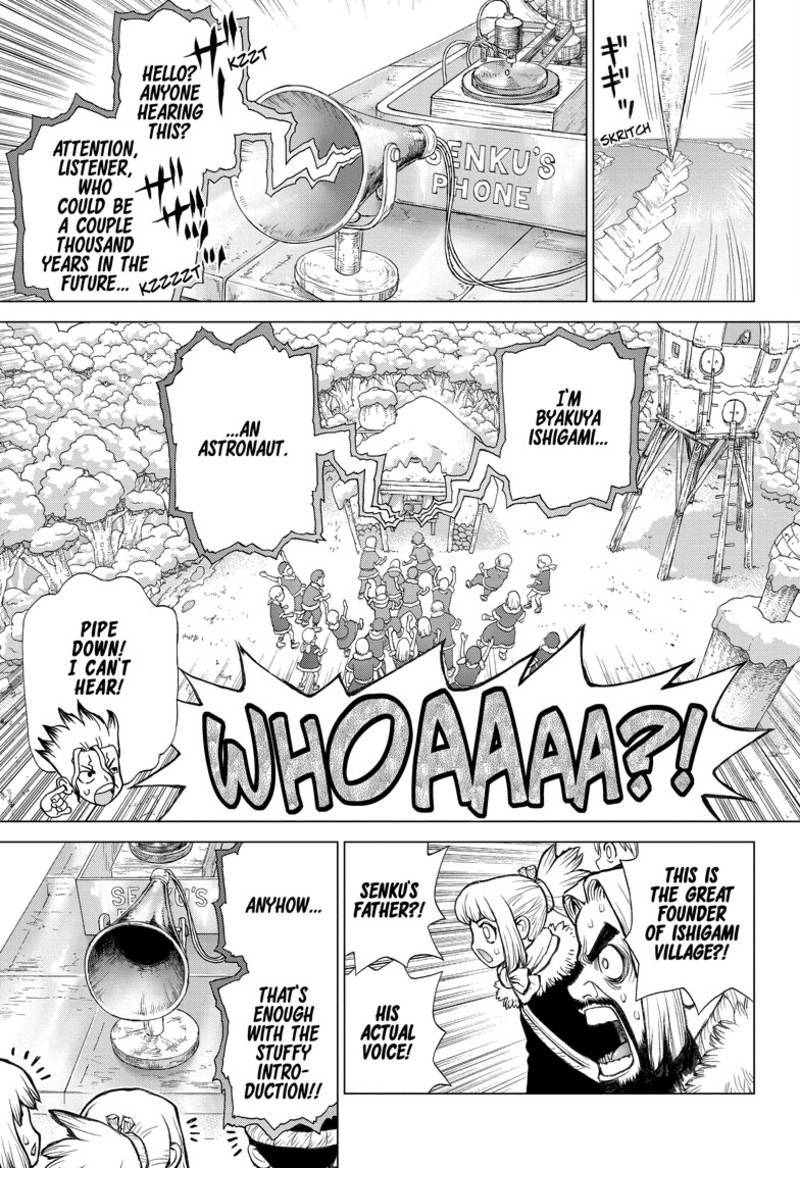 ギギッ
SKRITCH
SENKU'S
PHONE
KZZT
HELLO?
ANYONE
HEARING
THIS?
ATTENTION,
LISTENER,
WHO
COULD BE
A COUPLE
THOUSAND
YEARS IN THE
FUTURE...
KZZZZT
I'M
BYAKUYA
ISHIGAMI...
...AN
ASTRONAUT.
PIPE
DOWN!
I CAN'T
HEAR!
WHOAAAAA?!
THIS IS
THE GREAT
FOUNDER
OF ISHIGAMI
VILLAGE?!
SENKU'S
FATHER?!
HIS
ACTUAL
VOICE!
SENKU'S
ANYHOW...
THAT'S
ENOUGH
WITH THE
STUFFY
INTRO-
DUCTION!!